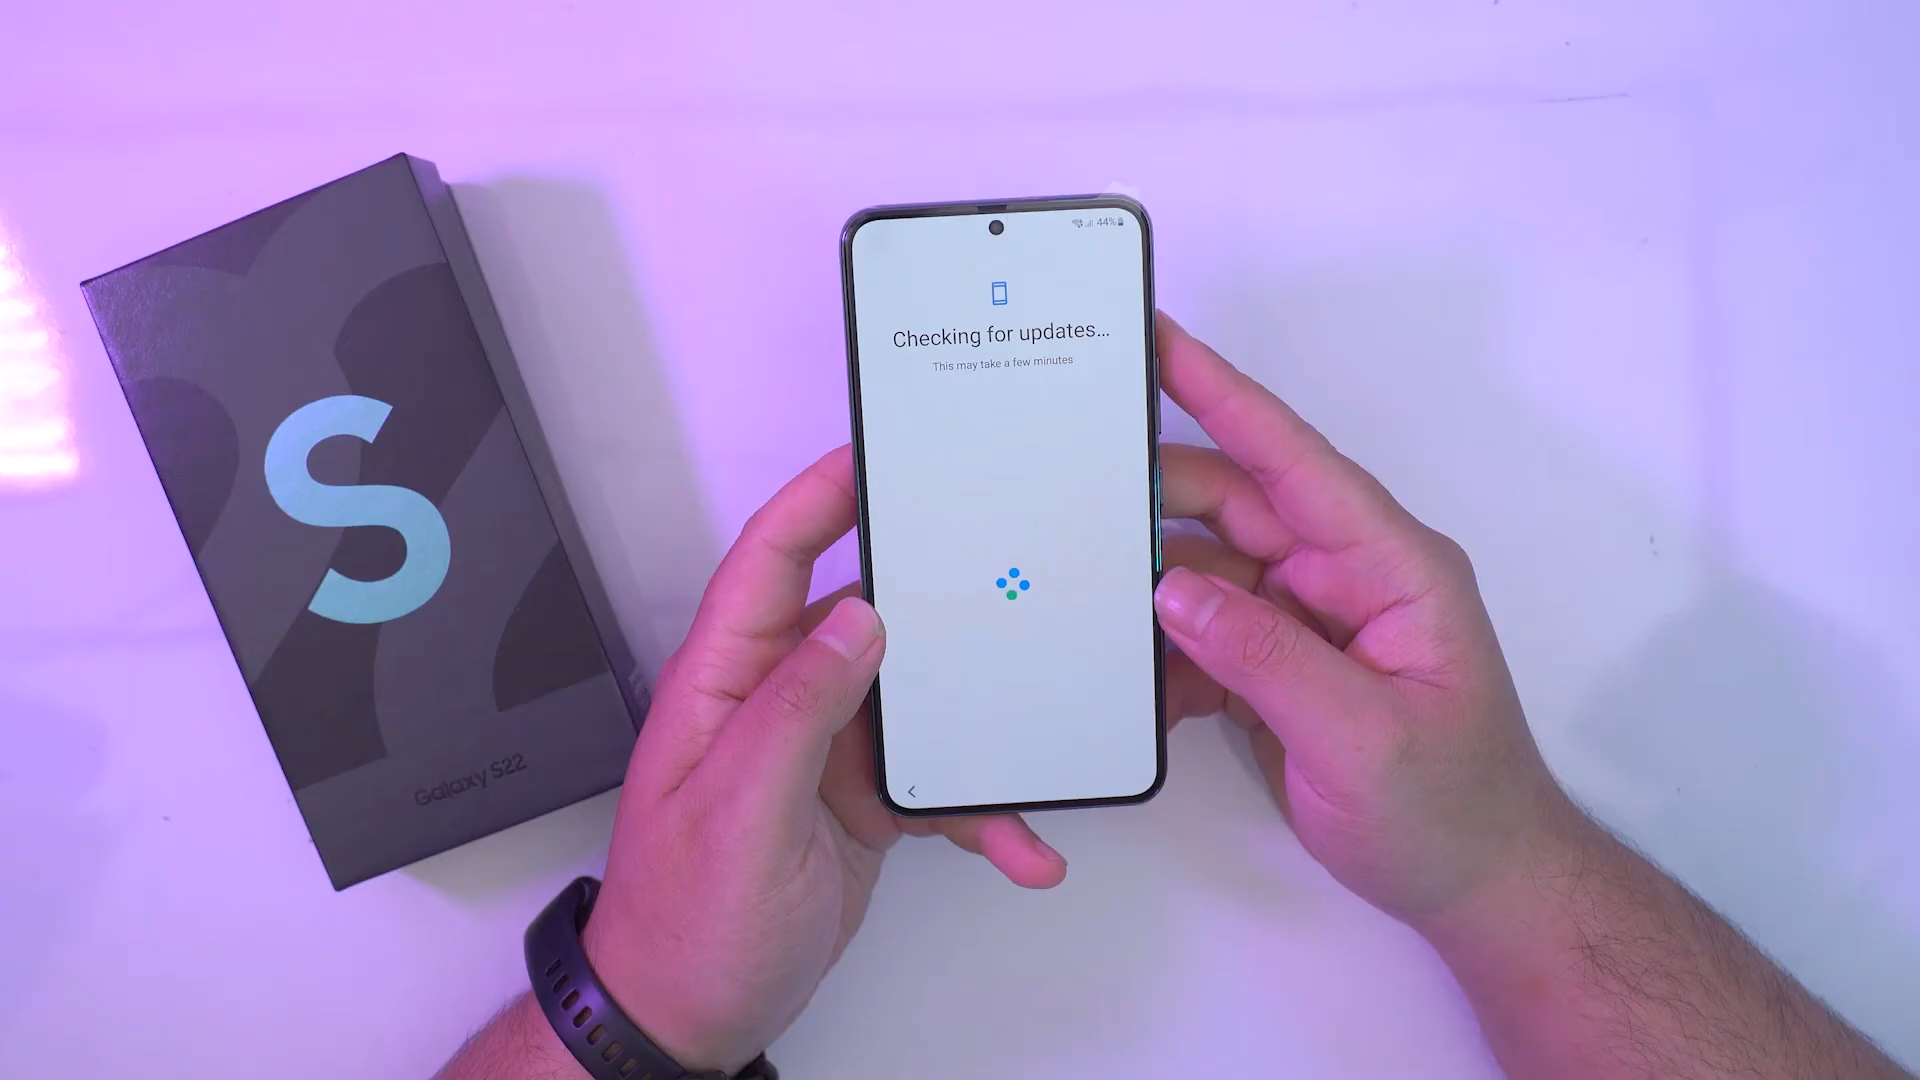 S
Galaxy S22
44%
Checking for updates...
This may take a few minutes